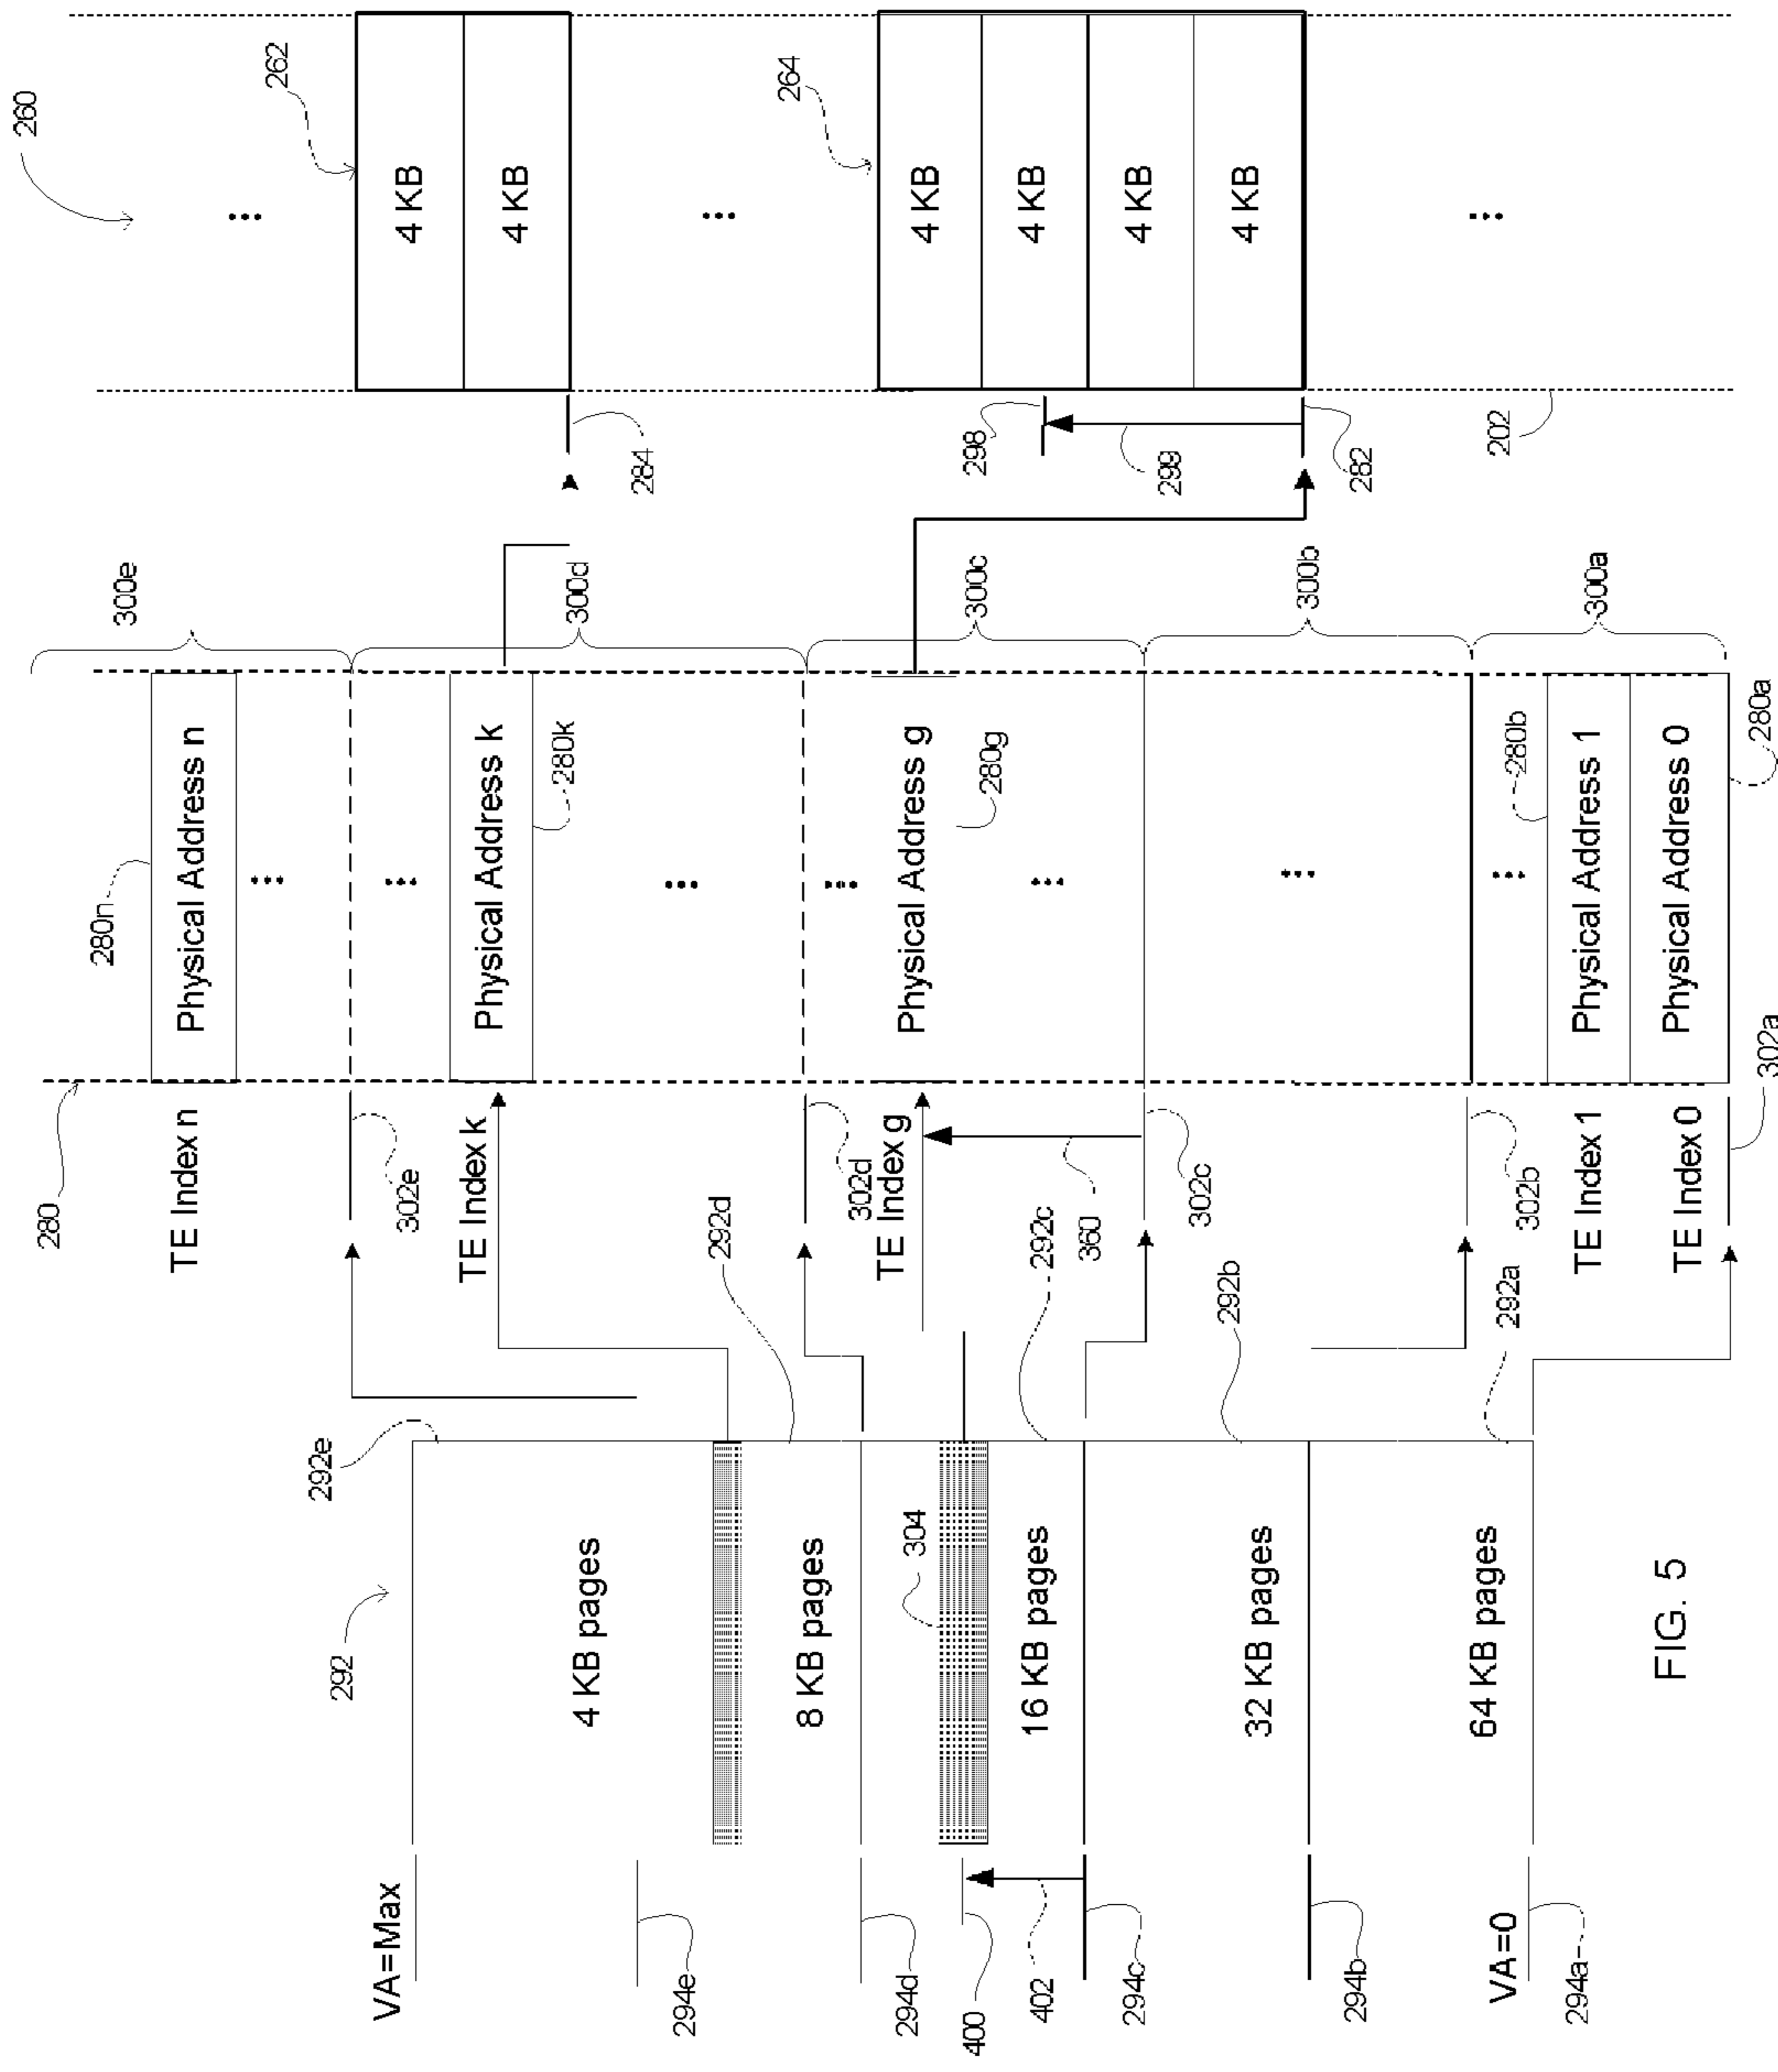 260
262
...
4 KB
4 KB
284
...
264
4 KB
4 KB
4 KB
4 KB
298
299
282
...
202
300e
300d
300c
300b
300a
280
280n
TE Index n
Physical Address n
...
302e
...
TE Index k
Physical Address k
280k
...
302d
...
TE Index g
Physical Address g
280g
360
...
302c
...
302b
...
TE Index 1
Physical Address 1
280b
TE Index 0
Physical Address 0
280a
302a
292
292e
292d
292c
292b
292a
VA=Max
4 KB pages
294e
8 KB pages
294d
304
400
402
16 KB pages
294c
32 KB pages
294b
64 KB pages
VA=0
294a
FIG. 5